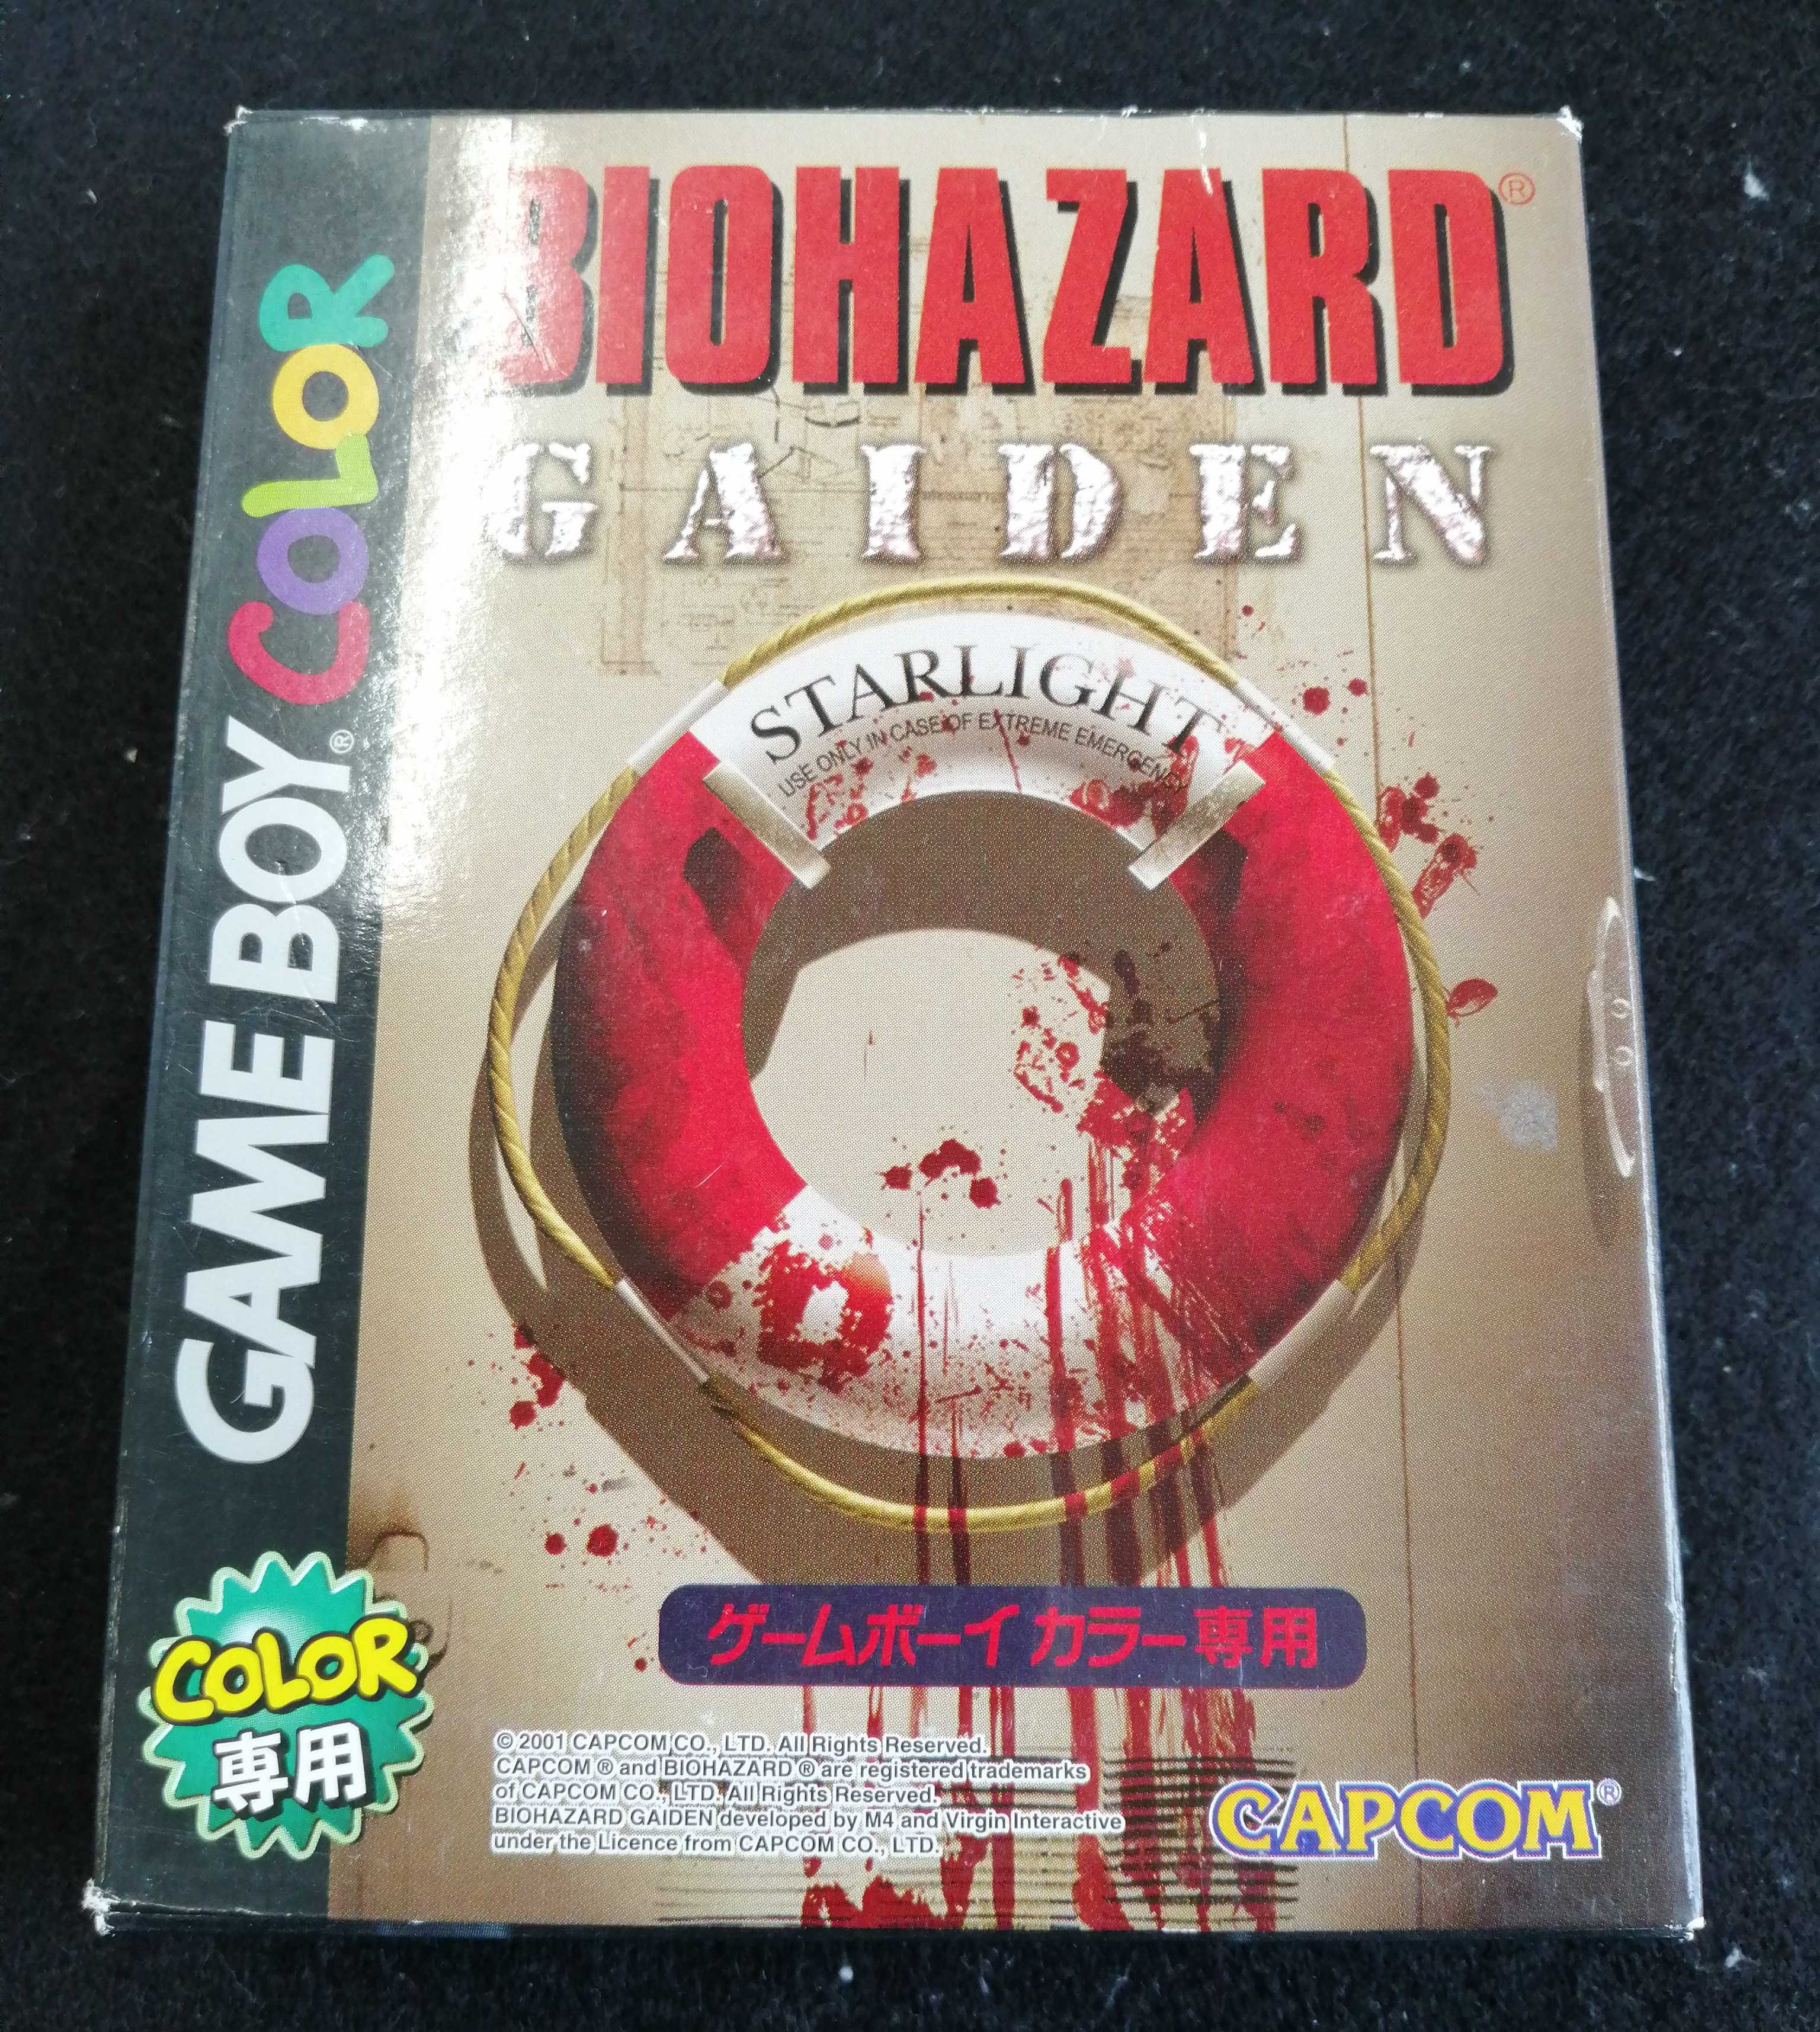 BIOHAZARD®
GAIDEN
GAME BOY® COLOR
STARLIGHT
USE ONLY IN CASE OF EXTREME EMERGENCY
ゲームボーイ カラー専用
COLOR
専用
© 2001 CAPCOM CO., LTD. All Rights Reserved.
CAPCOM ® and BIOHAZARD ® are registered trademarks
of CAPCOM CO., LTD. All Rights Reserved.
BIOHAZARD GAIDEN developed by M4 and Virgin Interactive
under the Licence from CAPCOM CO., LTD.
CAPCOM®